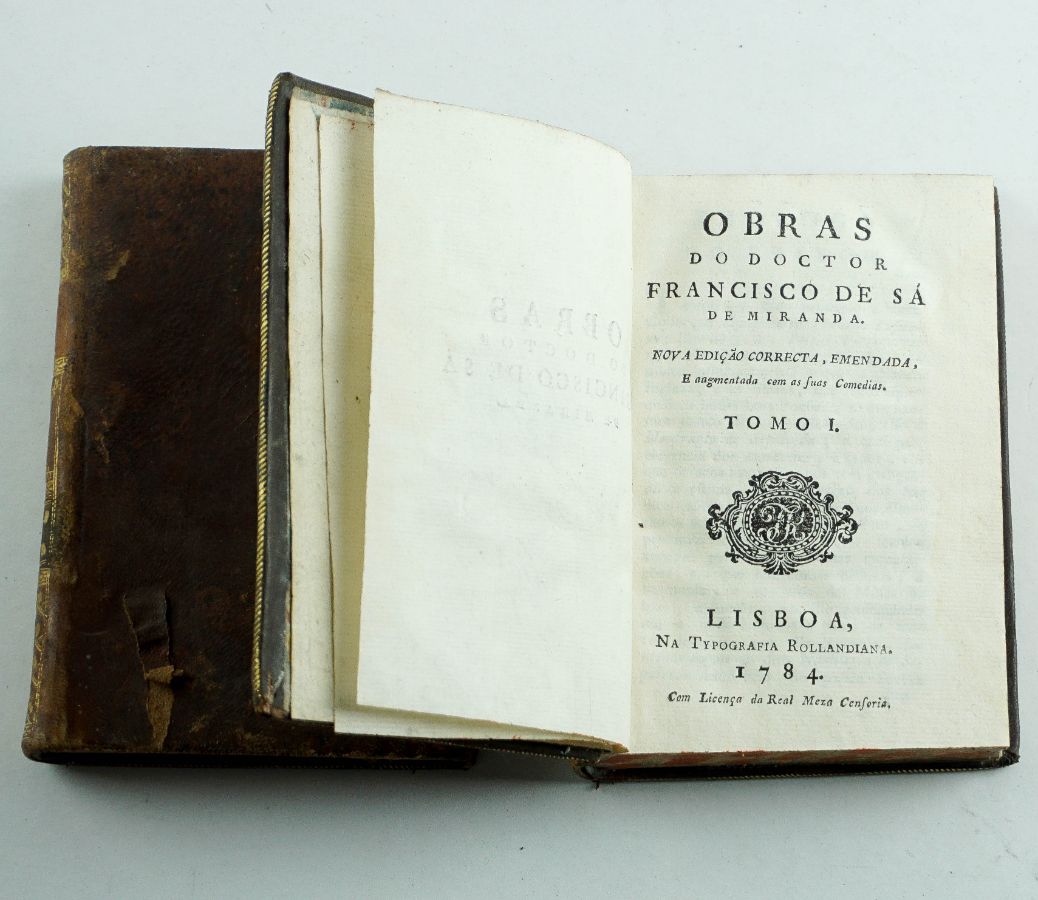 OBRAS
DO DOCTOR
FRANCISCO DE SÁ
DE MIRANDA.
NOVA EDIÇÃO CORRECTA, EMENDADA,
E augmentada com as ſuas Comedias.
TOMO I.
LISBOA,
NA TYPOGRAFIA ROLLANDIANA.
1784.
Com Licença da Real Meza Cenſoria.